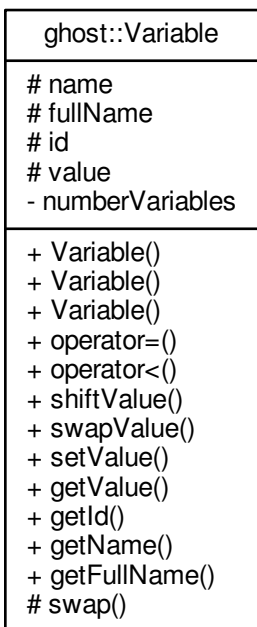 ghost::Variable
# name
# fullName
# id
# value
- numberVariables
+ Variable()
+ Variable()
+ Variable()
+ operator=()
+ operator<()
+ shiftValue()
+ swapValue()
+ setValue()
+ getValue()
+ getId()
+ getName()
+ getFullName()
# swap()